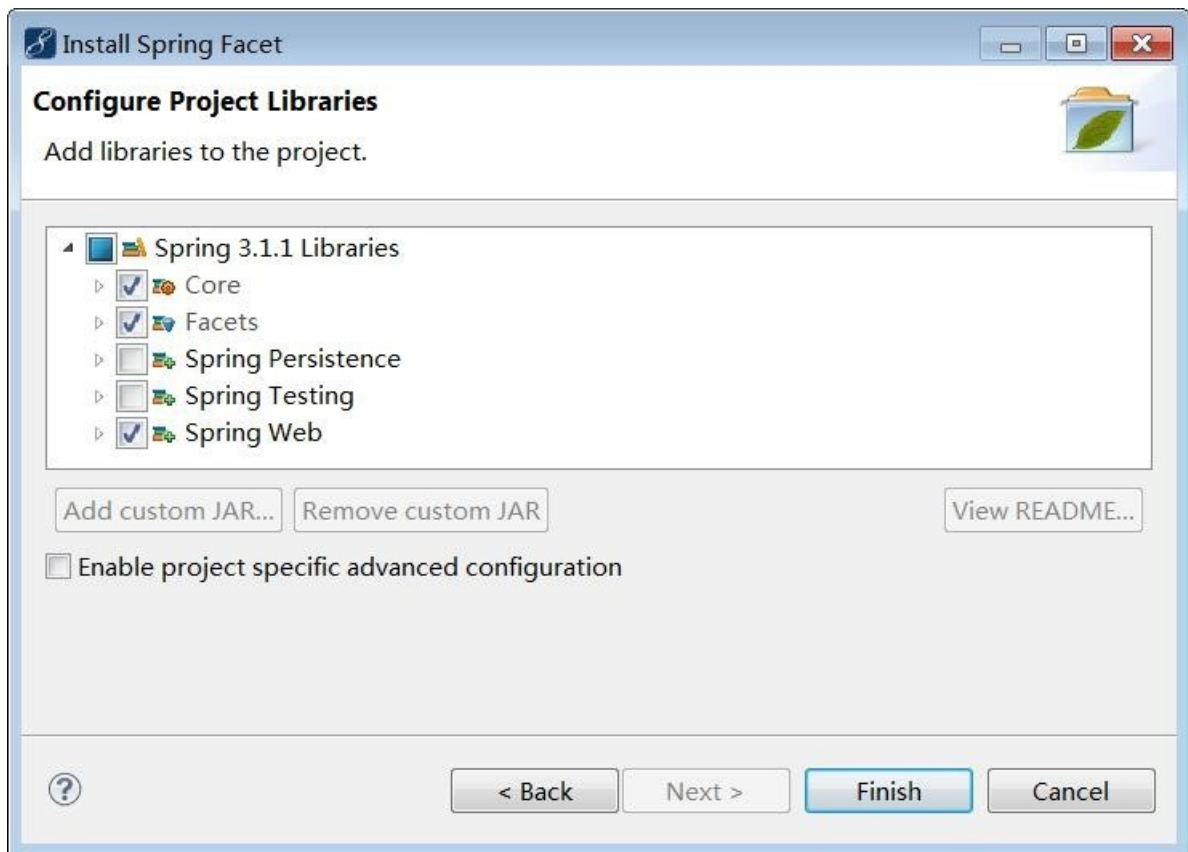 Install Spring Facet
Configure Project Libraries
Add libraries to the project.
Spring 3.1.1 Libraries
Core
Facets
Spring Persistence
Spring Testing
Spring Web
Add custom JAR... Remove custom JAR View README...
Enable project specific advanced configuration
? < Back Next > Finish Cancel